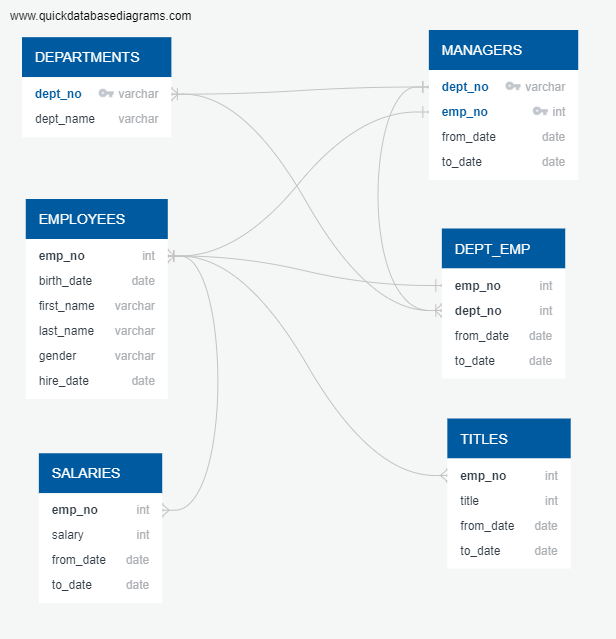 www.quickdatabasediagrams.com
DEPARTMENTS
dept_no varchar
dept_name varchar
MANAGERS
dept_no varchar
emp_no int
from_date date
to_date date
EMPLOYEES
emp_no int
birth_date date
first_name varchar
last_name varchar
gender varchar
hire_date date
DEPT_EMP
emp_no int
dept_no int
from_date date
to_date date
SALARIES
emp_no int
salary int
from_date date
to_date date
TITLES
emp_no int
title int
from_date date
to_date date